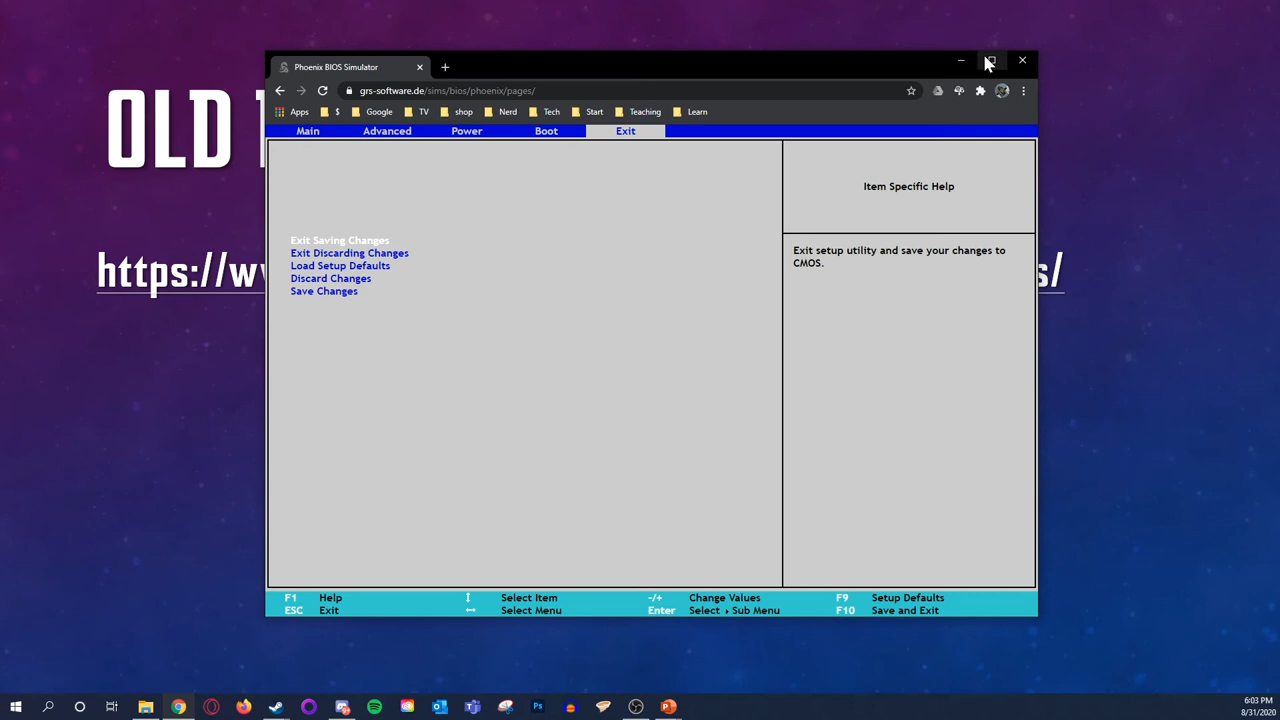 OLD
https://w
s/
Phoenix BIOS Simulator
grs-software.de/sims/bios/phoenix/pages/
Apps $ Google TV shop Nerd Tech Start Teaching Learn
Main Advanced Power Boot Exit
Item Specific Help
Exit Saving Changes
Exit Discarding Changes
Load Setup Defaults
Discard Changes
Save Changes
Exit setup utility and save your changes to
CMOS.
F1 Help ↕ Select Item -/+ Change Values F9 Setup Defaults
ESC Exit ↔ Select Menu Enter Select › Sub Menu F10 Save and Exit
6:03 PM
8/31/2020